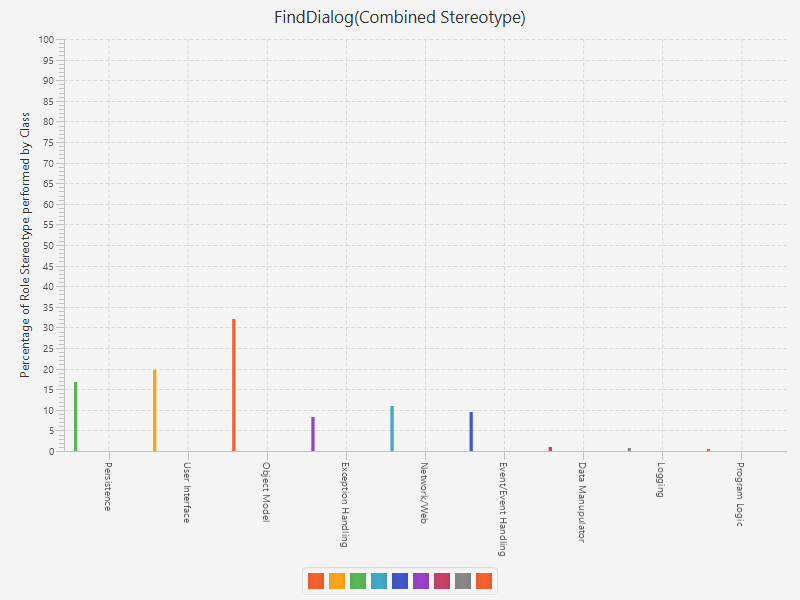 FindDialog(Combined Stereotype)
Percentage of Role Stereotype performed by Class
100
95
90
85
80
75
70
65
60
55
50
45
40
35
30
25
20
15
10
5
0
Persistence
User Interface
Object Model
Exception Handling
Network/Web
Event/Event Handling
Data Manupulator
Logging
Program Logic